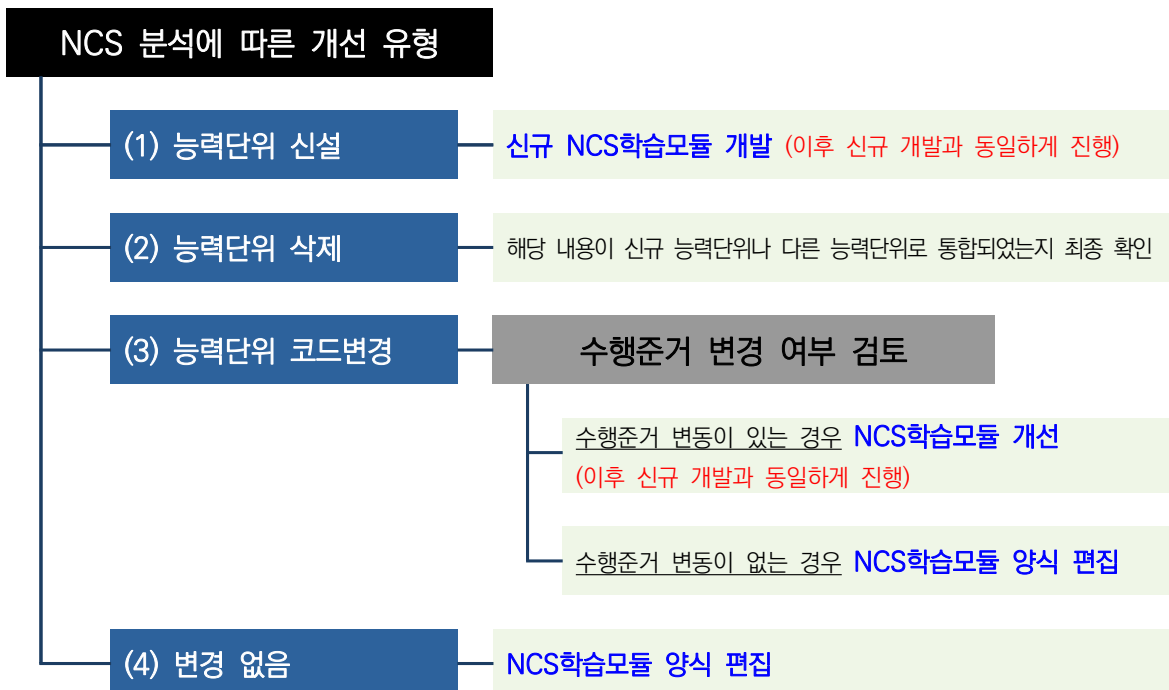 NCS 분석에 따른 개선 유형
(1) 능력단위 신설
신규 NCS학습모듈 개발 (이후 신규 개발과 동일하게 진행)
(2) 능력단위 삭제
해당 내용이 신규 능력단위나 다른 능력단위로 통합되었는지 최종 확인
(3) 능력단위 코드변경
수행준거 변경 여부 검토
수행준거 변동이 있는 경우 NCS학습모듈 개선
(이후 신규 개발과 동일하게 진행)
수행준거 변동이 없는 경우 NCS학습모듈 양식 편집
(4) 변경 없음
NCS학습모듈 양식 편집